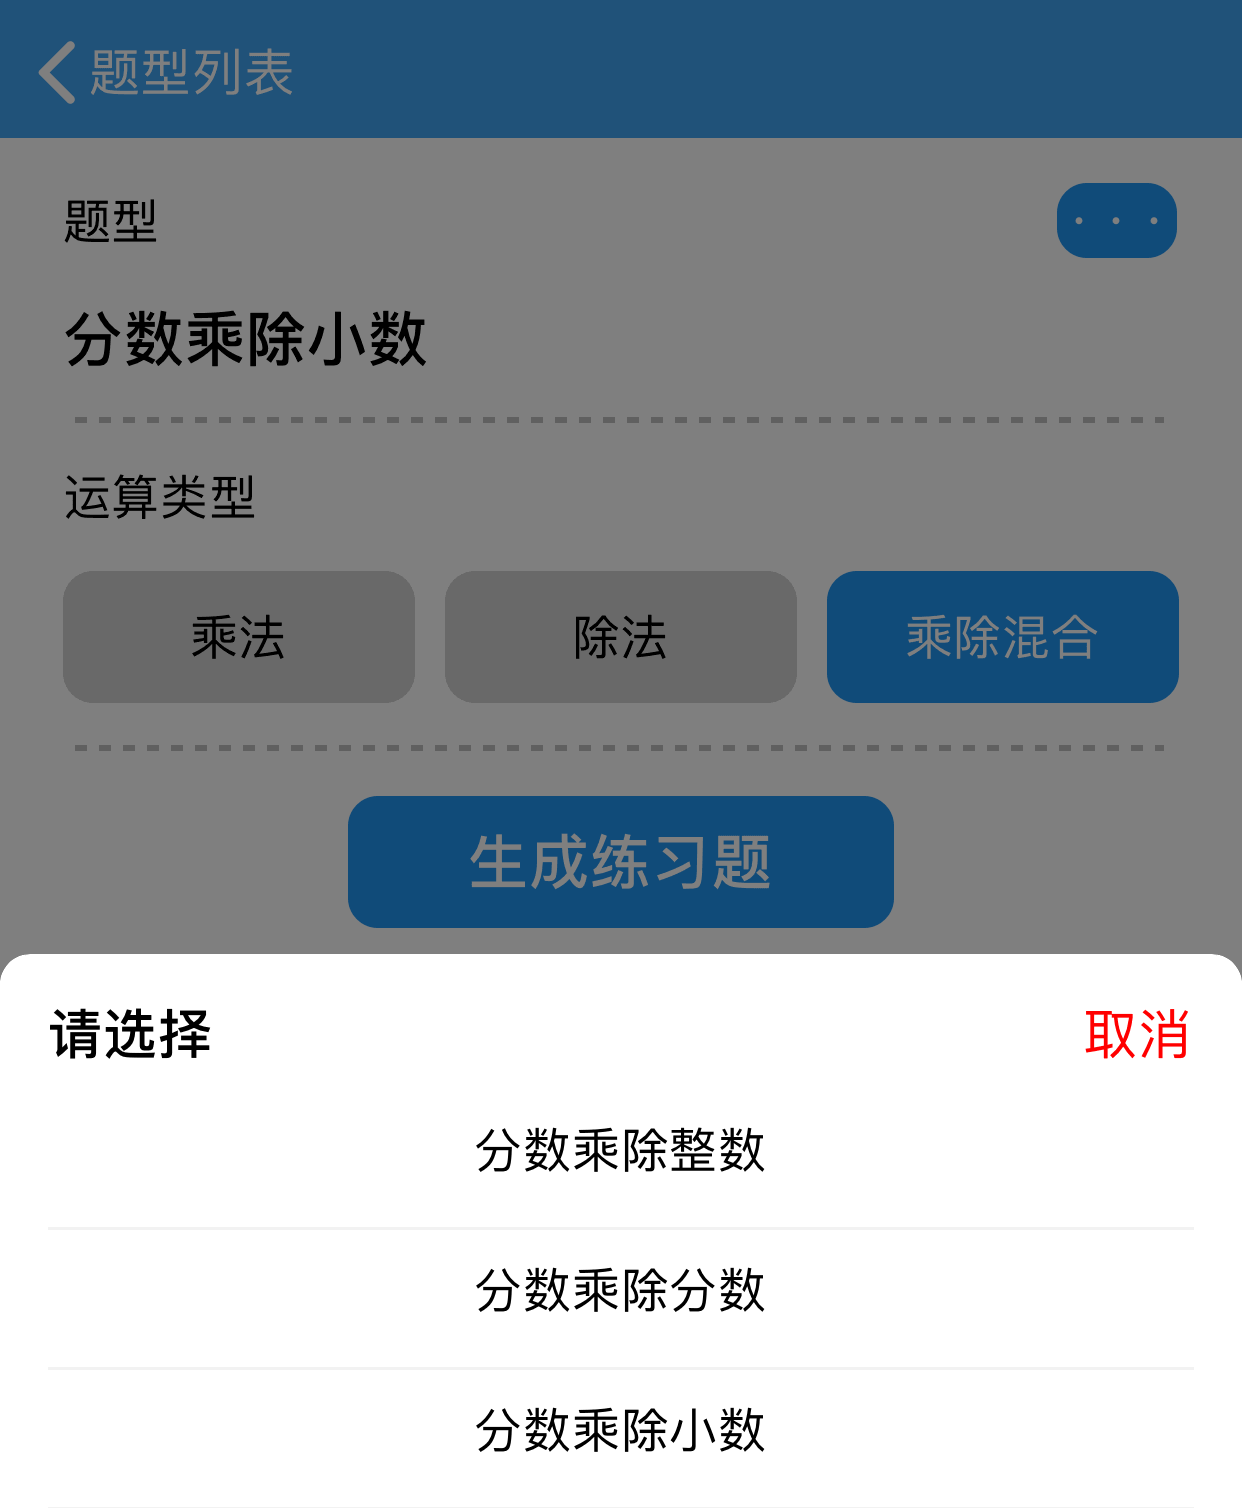 题型列表
题型
分数乘除小数
运算类型
乘法 除法 乘除混合
生成练习题
请选择 取消
分数乘除整数
分数乘除分数
分数乘除小数